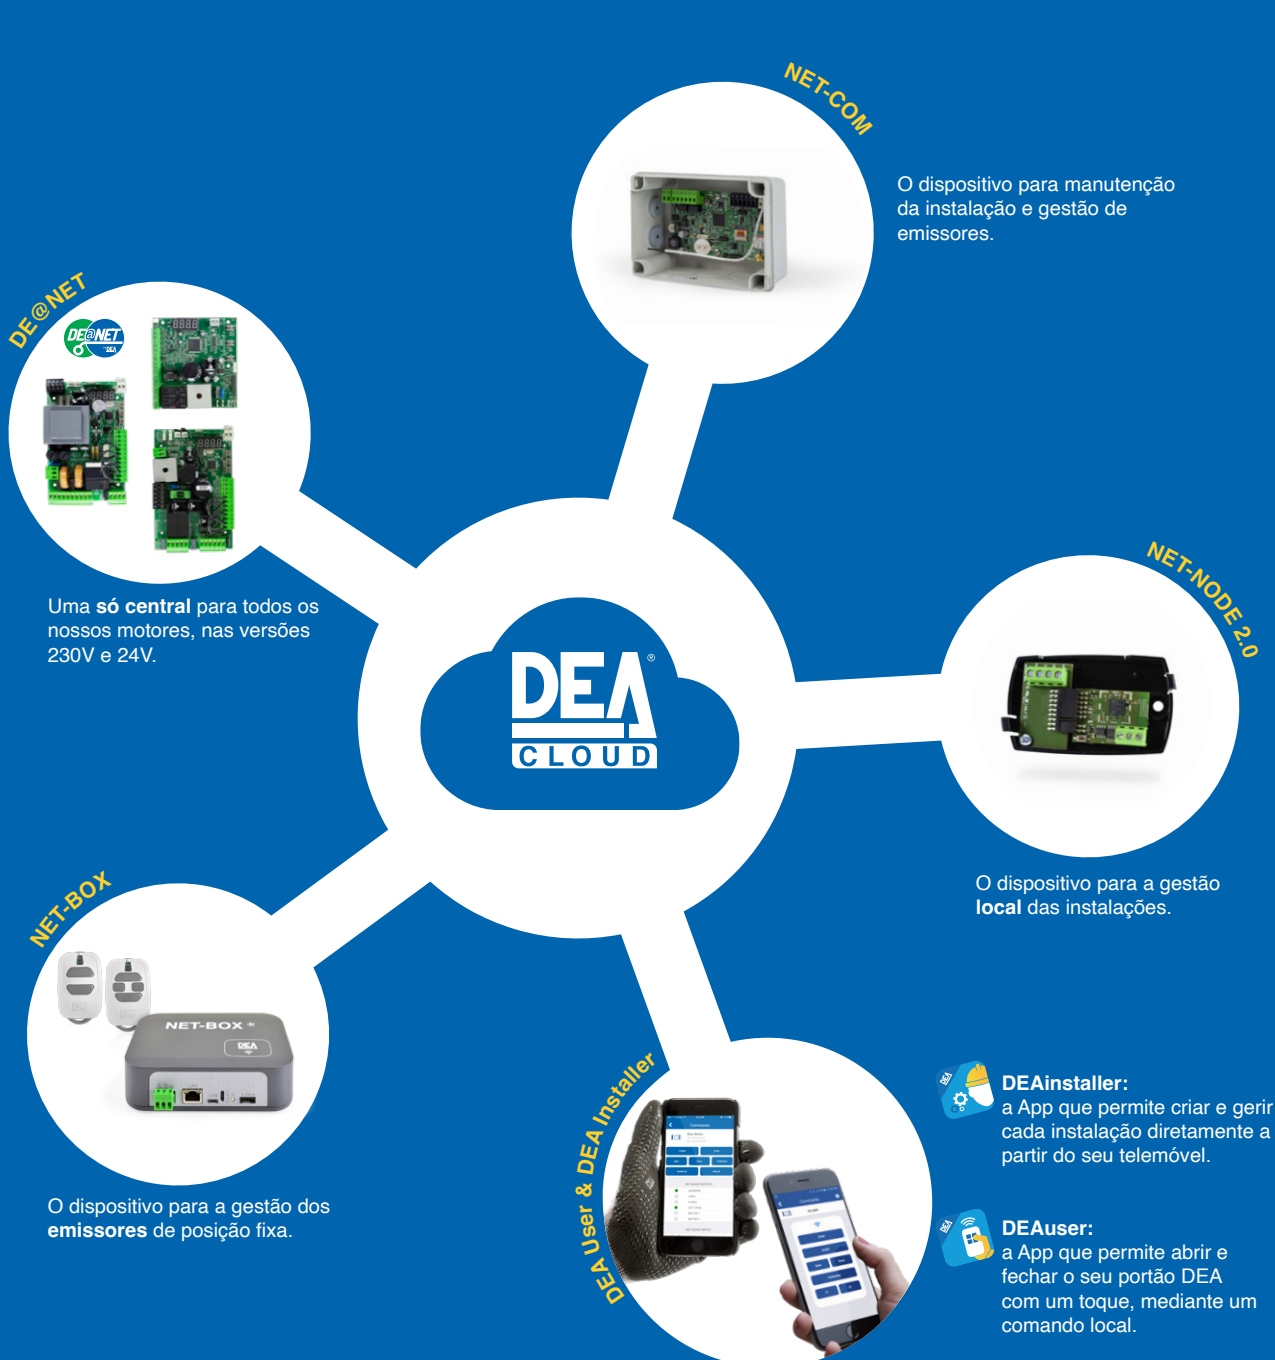 NET-COM
O dispositivo para manutenção
da instalação e gestão de
emissores.
DE@NET
DE@NET
by DEA
Uma só central para todos os
nossos motores, nas versões
230V e 24V.
NET-NODE 2.0
O dispositivo para a gestão
local das instalações.
DEA®
CLOUD
NET-BOX
NET-BOX
DEA
O dispositivo para a gestão dos
emissores de posição fixa.
DEA User & DEA Installer
DEA
DEAinstaller:
a App que permite criar e gerir
cada instalação diretamente a
partir do seu telemóvel.
DEA
DEAuser:
a App que permite abrir e
fechar o seu portão DEA
com um toque, mediante um
comando local.